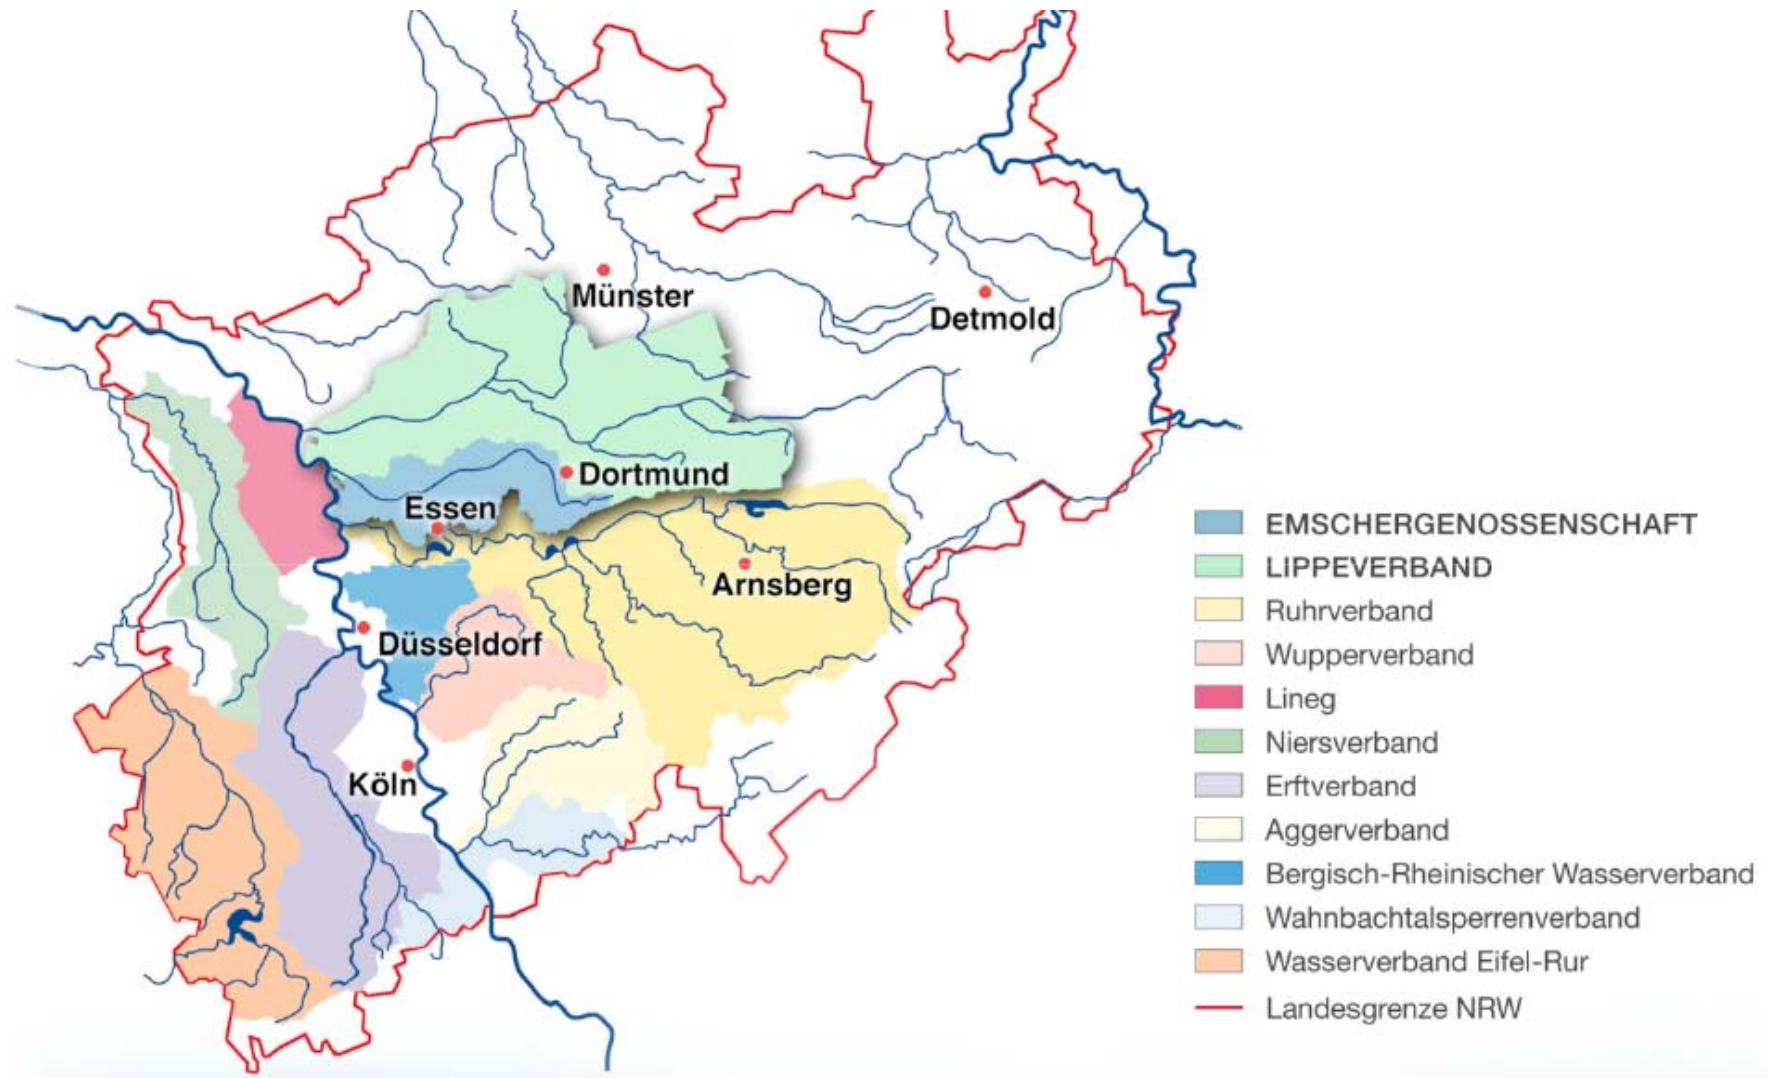 Münster
Detmold
Dortmund
Essen
Arnsberg
Düsseldorf
Köln
EMSCHERGENOSSENSCHAFT
LIPPEVERBAND
Ruhrverband
Wupperverband
Lineg
Niersverband
Erftverband
Aggerverband
Bergisch-Rheinischer Wasserverband
Wahnbachtalsperrenverband
Wasserverband Eifel-Rur
Landesgrenze NRW